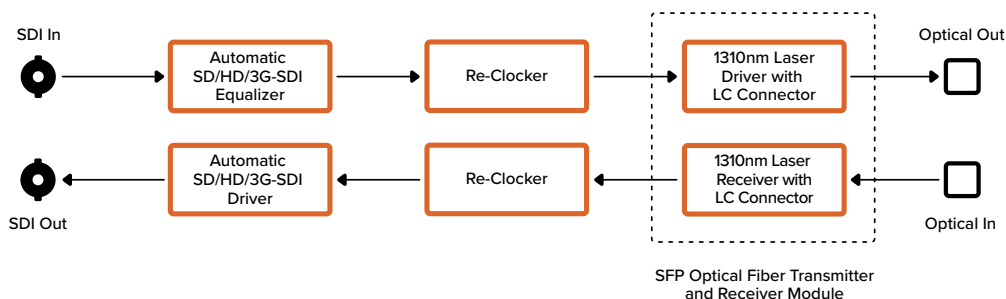 SDI In
Automatic
SD/HD/3G-SDI
Equalizer
Re-Clocker
1310nm Laser
Driver with
LC Connector
Optical Out
Automatic
SD/HD/3G-SDI
Driver
Re-Clocker
1310nm Laser
Receiver with
LC Connector
SDI Out
Optical In
SFP Optical Fiber Transmitter
and Receiver Module